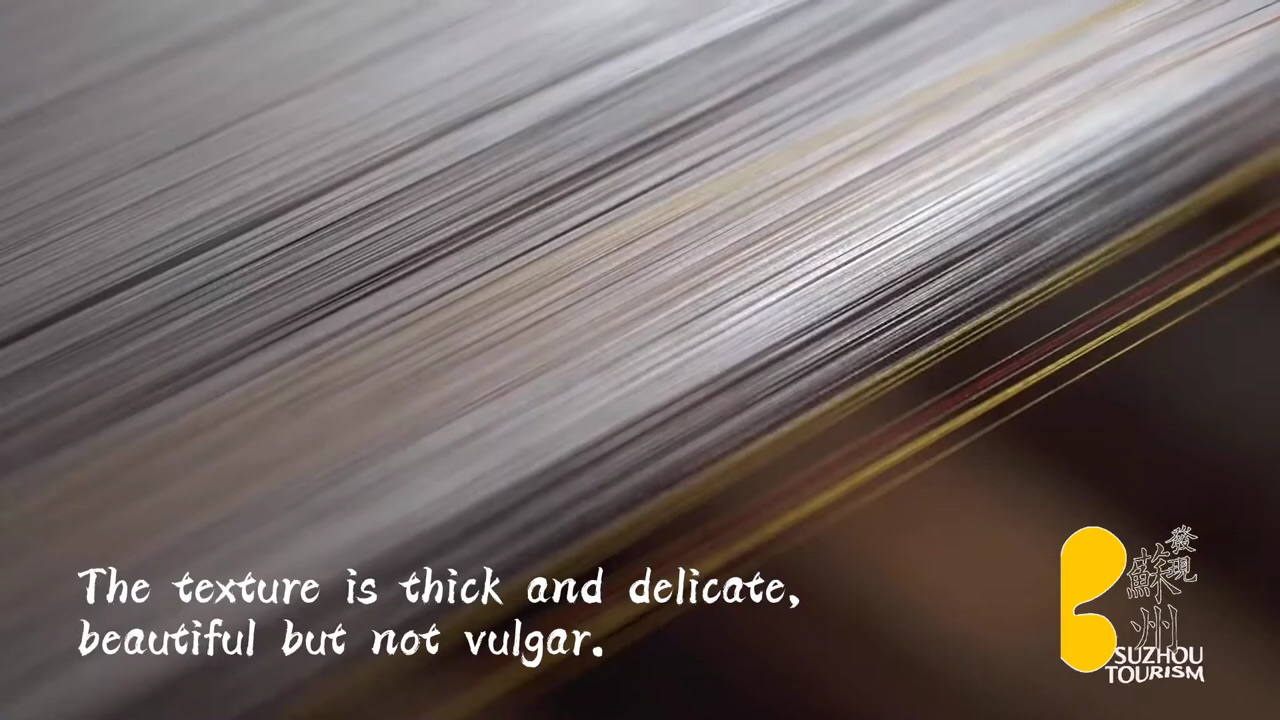 The texture is thick and delicate,
beautiful but not vulgar.
發現
蘇州
SUZHOU
TOURISM